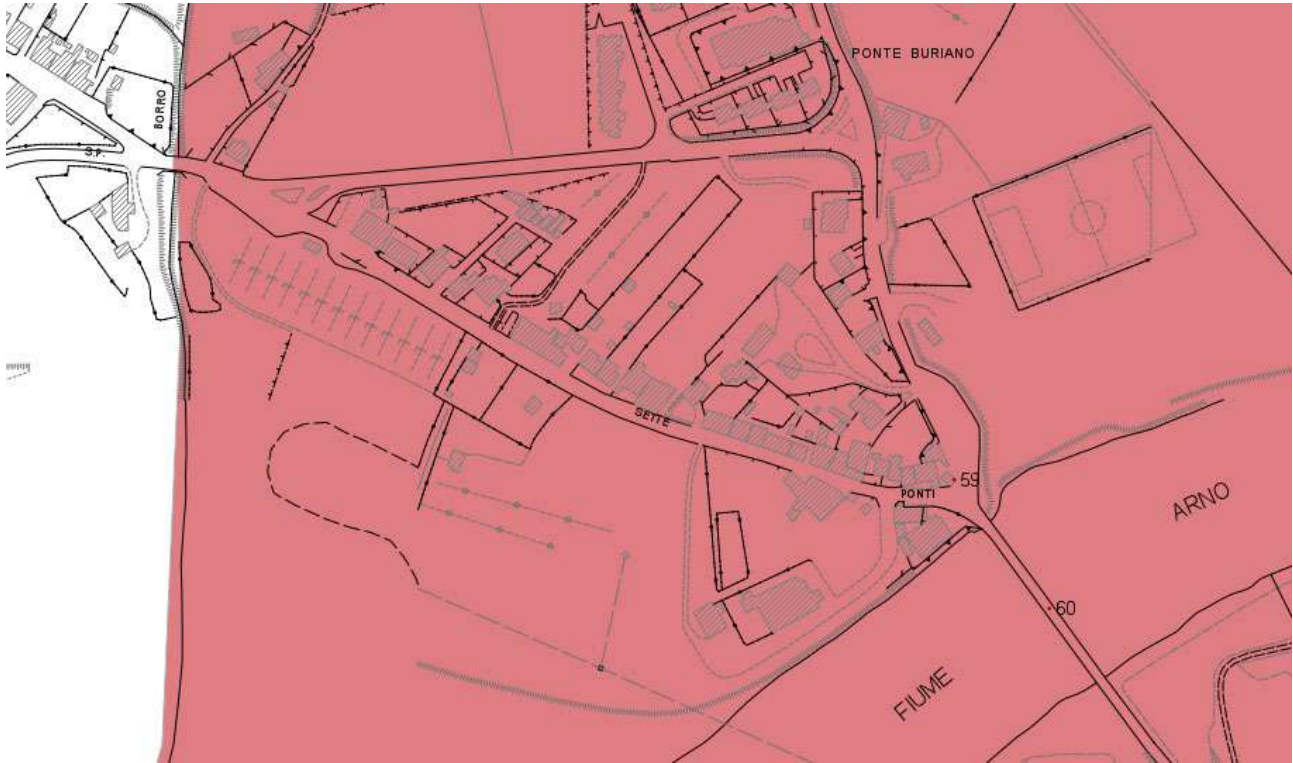 PONTE BURIANO
BORRO
S.P.
SETTE
PONTI
59
ARNO
60
FIUME